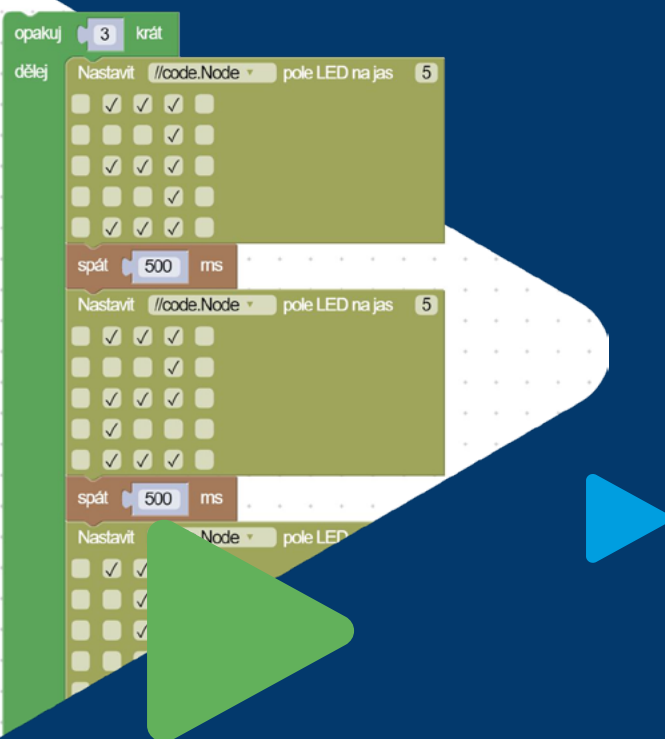 opakuj 3 krát
dělej Nastavit //code.Node pole LED na jas 5
spát 500 ms
Nastavit //code.Node pole LED na jas 5
spát 500 ms
Nastavit Node pole LED